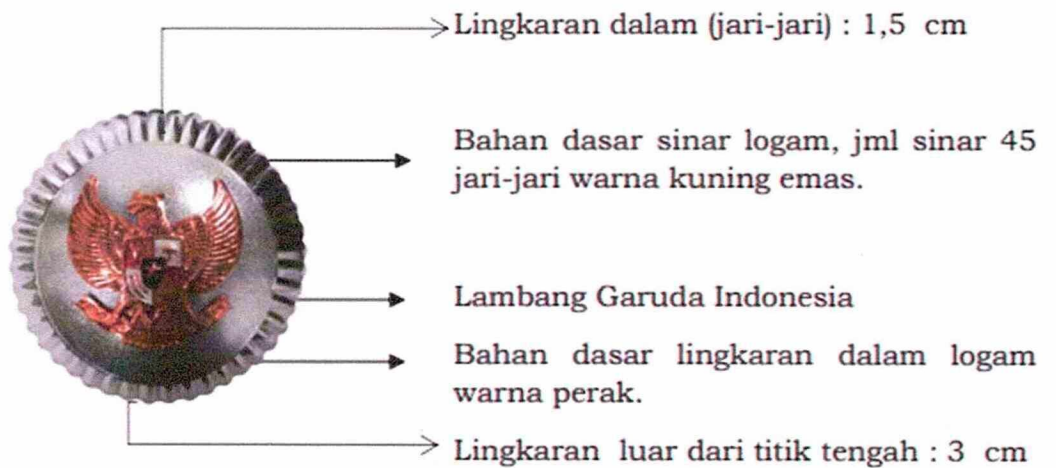 Lingkaran dalam (jari-jari) : 1,5 cm
Bahan dasar sinar logam, jml sinar 45
jari-jari warna kuning emas.
Lambang Garuda Indonesia
Bahan dasar lingkaran dalam logam
warna perak.
Lingkaran luar dari titik tengah : 3 cm